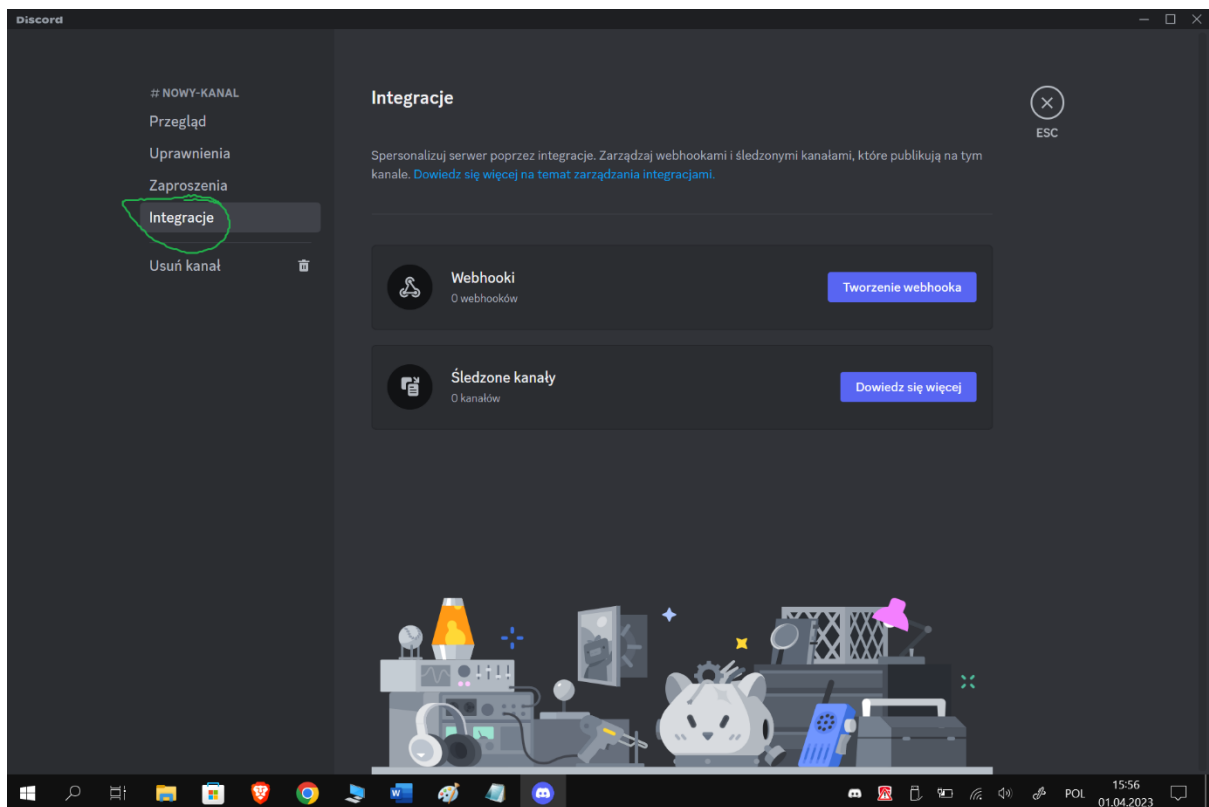 Discord
# NOWY-KANAL
Przegląd
Uprawnienia
Zaproszenia
Integracje
Usuń kanał
Integracje
ESC
Spersonalizuj serwer poprzez integracje. Zarządzaj webhookami i śledzonymi kanałami, które publikują na tym
kanale. Dowiedz się więcej na temat zarządzania integracjami.
Webhooki
0 webhooków
Tworzenie webhooka
Śledzone kanały
0 kanałów
Dowiedz się więcej
POL
15:56
01.04.2023